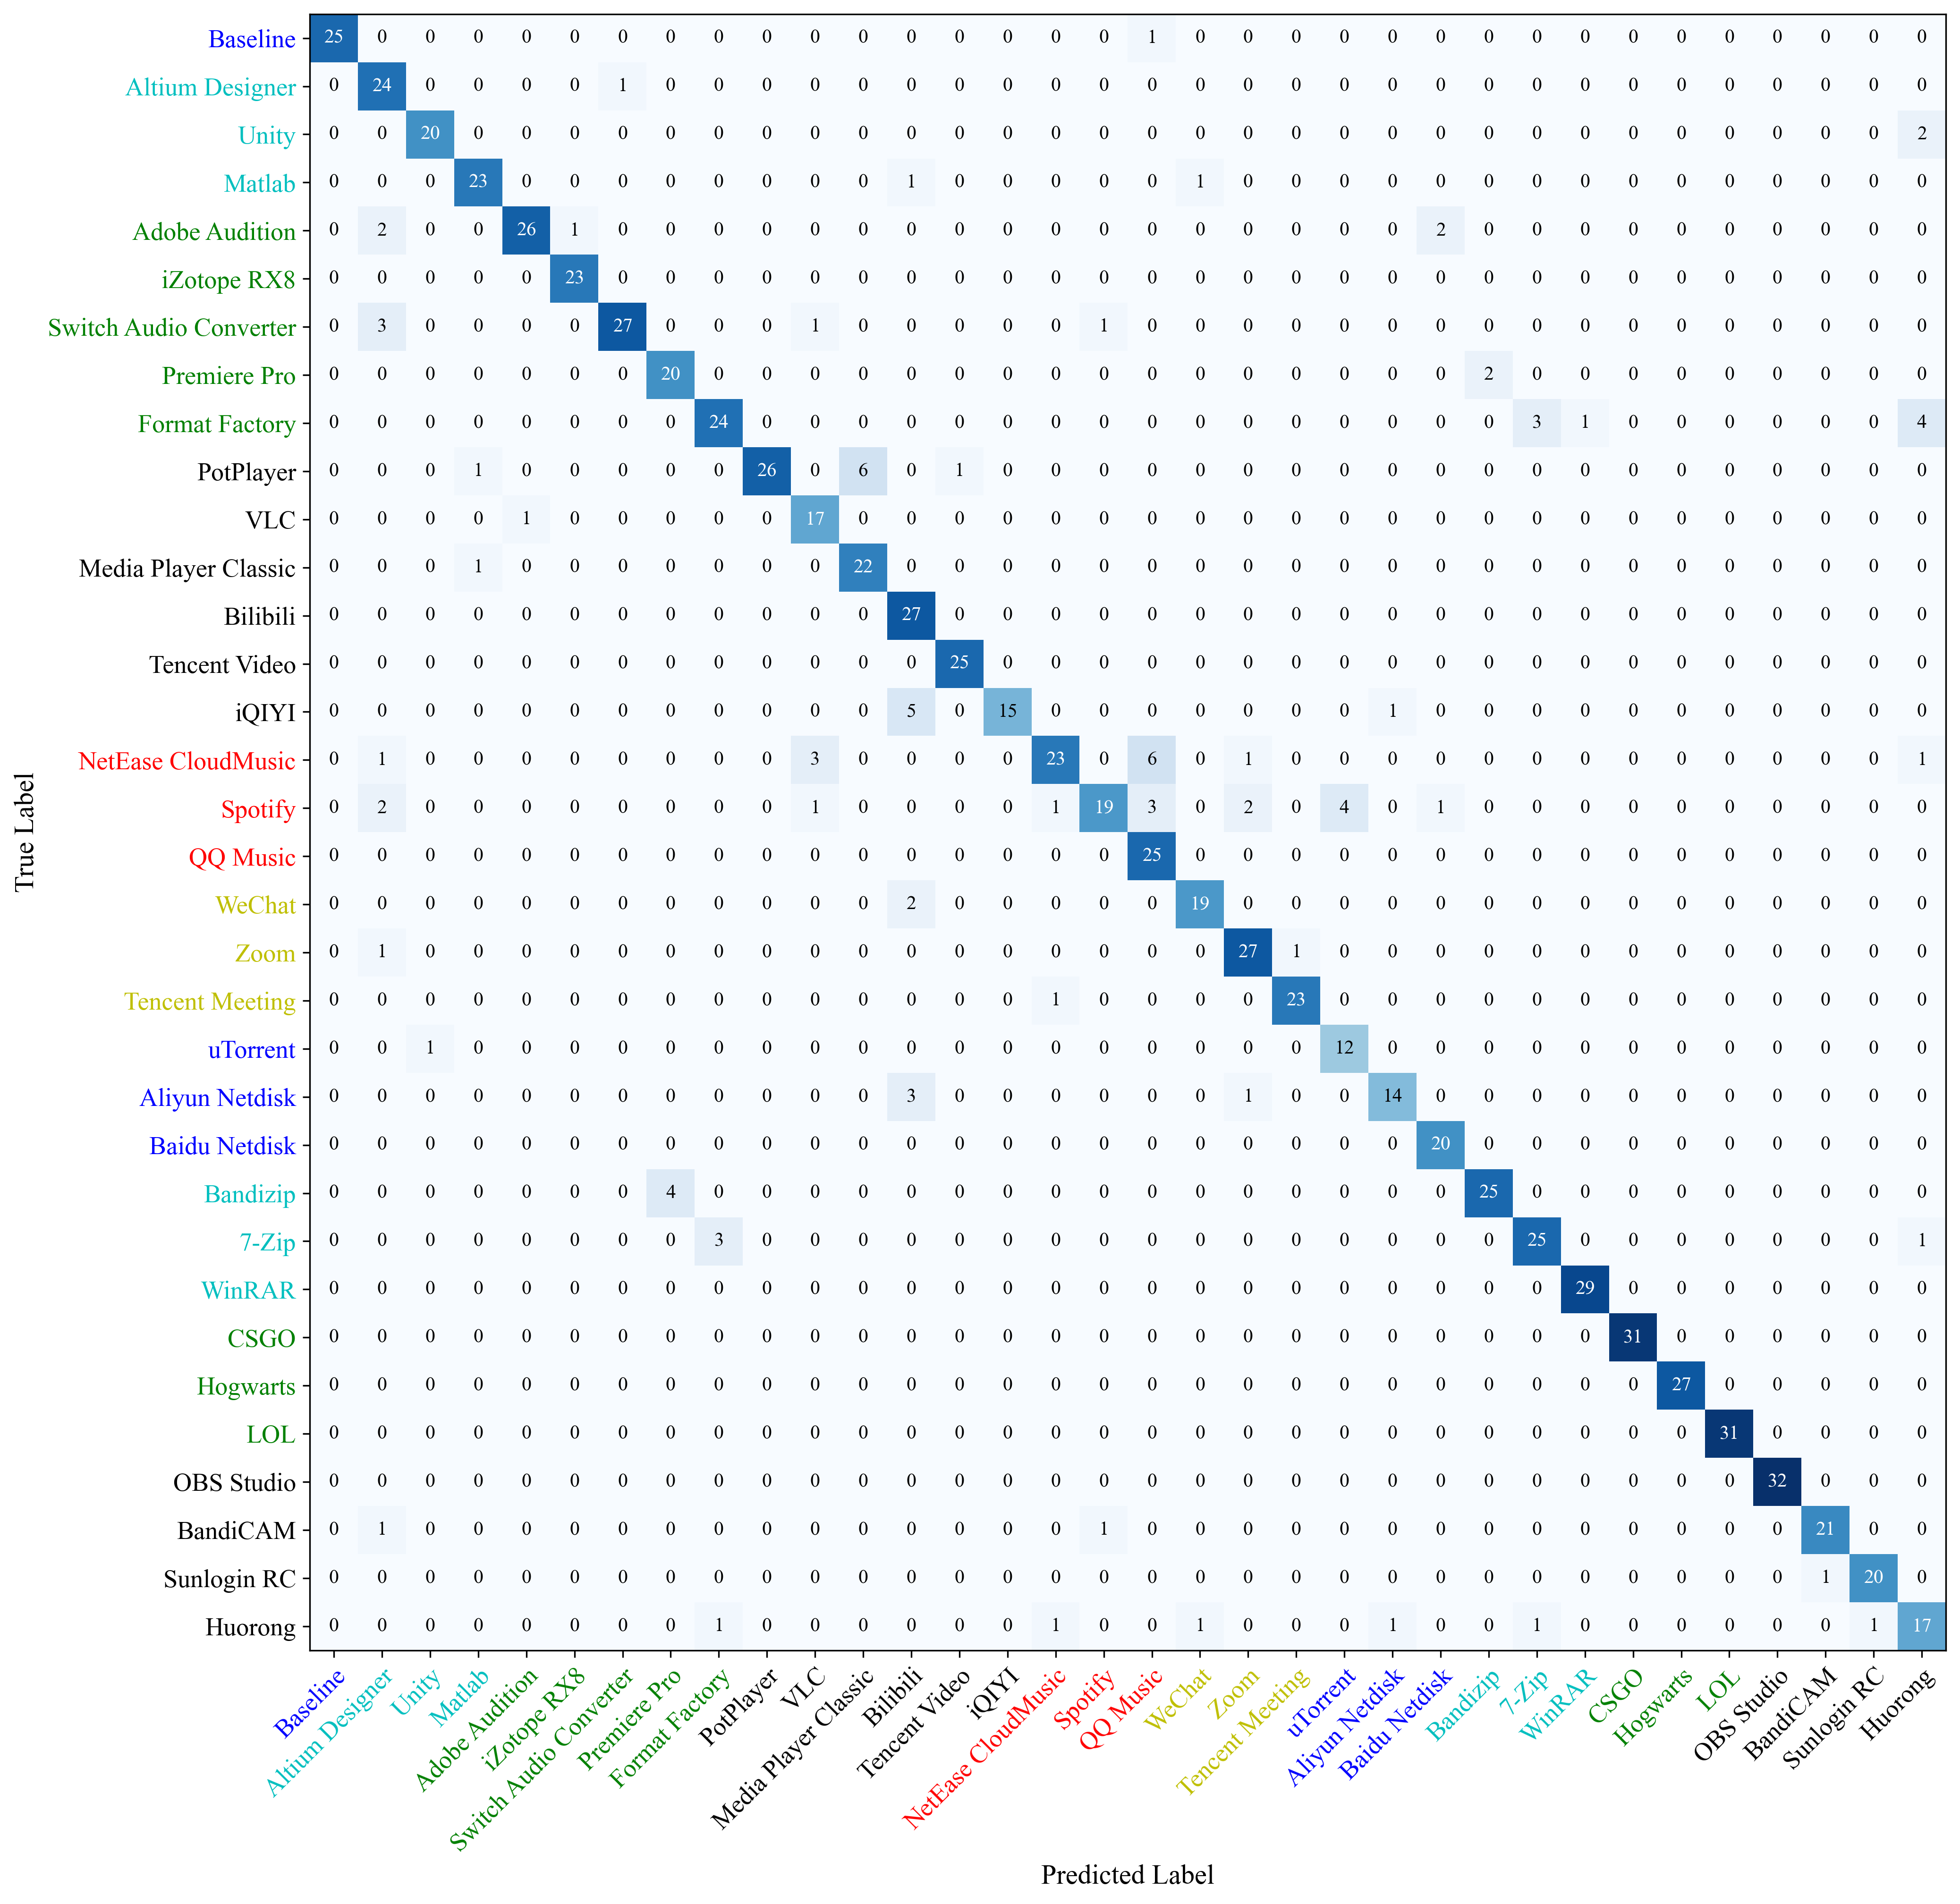 Baseline 25 0 0 0 0 0 0 0 0 0 0 0 0 0 0 0 0 1 0 0 0 0 0 0 0 0 0 0 0 0 0 0 0 0
Altium Designer 0 24 0 0 0 0 1 0 0 0 0 0 0 0 0 0 0 0 0 0 0 0 0 0 0 0 0 0 0 0 0 0 0 0
Unity 0 0 20 0 0 0 0 0 0 0 0 0 0 0 0 0 0 0 0 0 0 0 0 0 0 0 0 0 0 0 0 0 0 2
Matlab 0 0 0 23 0 0 0 0 0 0 0 0 1 0 0 0 0 0 1 0 0 0 0 0 0 0 0 0 0 0 0 0 0 0
Adobe Audition 0 2 0 0 26 1 0 0 0 0 0 0 0 0 0 0 0 0 0 0 0 0 0 2 0 0 0 0 0 0 0 0 0 0
iZotope RX8 0 0 0 0 0 23 0 0 0 0 0 0 0 0 0 0 0 0 0 0 0 0 0 0 0 0 0 0 0 0 0 0 0 0
Switch Audio Converter 0 3 0 0 0 0 27 0 0 0 1 0 0 0 0 0 1 0 0 0 0 0 0 0 0 0 0 0 0 0 0 0 0 0
Premiere Pro 0 0 0 0 0 0 0 20 0 0 0 0 0 0 0 0 0 0 0 0 0 0 0 0 2 0 0 0 0 0 0 0 0 0
Format Factory 0 0 0 0 0 0 0 0 24 0 0 0 0 0 0 0 0 0 0 0 0 0 0 0 0 3 1 0 0 0 0 0 0 4
PotPlayer 0 0 0 1 0 0 0 0 0 26 0 6 0 1 0 0 0 0 0 0 0 0 0 0 0 0 0 0 0 0 0 0 0 0
VLC 0 0 0 0 1 0 0 0 0 0 17 0 0 0 0 0 0 0 0 0 0 0 0 0 0 0 0 0 0 0 0 0 0 0
Media Player Classic 0 0 0 1 0 0 0 0 0 0 0 22 0 0 0 0 0 0 0 0 0 0 0 0 0 0 0 0 0 0 0 0 0 0
Bilibili 0 0 0 0 0 0 0 0 0 0 0 0 27 0 0 0 0 0 0 0 0 0 0 0 0 0 0 0 0 0 0 0 0 0
Tencent Video 0 0 0 0 0 0 0 0 0 0 0 0 0 25 0 0 0 0 0 0 0 0 0 0 0 0 0 0 0 0 0 0 0 0
iQIYI 0 0 0 0 0 0 0 0 0 0 0 0 5 0 15 0 0 0 0 0 0 0 1 0 0 0 0 0 0 0 0 0 0 0
NetEase CloudMusic 0 1 0 0 0 0 0 0 0 0 3 0 0 0 0 23 0 6 0 1 0 0 0 0 0 0 0 0 0 0 0 0 0 1
Spotify 0 2 0 0 0 0 0 0 0 0 1 0 0 0 0 1 19 3 0 2 0 4 0 1 0 0 0 0 0 0 0 0 0 0
QQ Music 0 0 0 0 0 0 0 0 0 0 0 0 0 0 0 0 0 25 0 0 0 0 0 0 0 0 0 0 0 0 0 0 0 0
WeChat 0 0 0 0 0 0 0 0 0 0 0 0 2 0 0 0 0 0 19 0 0 0 0 0 0 0 0 0 0 0 0 0 0 0
Zoom 0 1 0 0 0 0 0 0 0 0 0 0 0 0 0 0 0 0 0 27 1 0 0 0 0 0 0 0 0 0 0 0 0 0
Tencent Meeting 0 0 0 0 0 0 0 0 0 0 0 0 0 0 0 1 0 0 0 0 23 0 0 0 0 0 0 0 0 0 0 0 0 0
uTorrent 0 0 1 0 0 0 0 0 0 0 0 0 0 0 0 0 0 0 0 0 0 12 0 0 0 0 0 0 0 0 0 0 0 0
Aliyun Netdisk 0 0 0 0 0 0 0 0 0 0 0 0 3 0 0 0 0 0 0 1 0 0 14 0 0 0 0 0 0 0 0 0 0 0
Baidu Netdisk 0 0 0 0 0 0 0 0 0 0 0 0 0 0 0 0 0 0 0 0 0 0 0 20 0 0 0 0 0 0 0 0 0 0
Bandizip 0 0 0 0 0 0 0 4 0 0 0 0 0 0 0 0 0 0 0 0 0 0 0 0 25 0 0 0 0 0 0 0 0 0
7-Zip 0 0 0 0 0 0 0 0 3 0 0 0 0 0 0 0 0 0 0 0 0 0 0 0 0 25 0 0 0 0 0 0 0 1
WinRAR 0 0 0 0 0 0 0 0 0 0 0 0 0 0 0 0 0 0 0 0 0 0 0 0 0 0 29 0 0 0 0 0 0 0
CSGO 0 0 0 0 0 0 0 0 0 0 0 0 0 0 0 0 0 0 0 0 0 0 0 0 0 0 0 31 0 0 0 0 0 0
Hogwarts 0 0 0 0 0 0 0 0 0 0 0 0 0 0 0 0 0 0 0 0 0 0 0 0 0 0 0 0 27 0 0 0 0 0
LOL 0 0 0 0 0 0 0 0 0 0 0 0 0 0 0 0 0 0 0 0 0 0 0 0 0 0 0 0 0 31 0 0 0 0
OBS Studio 0 0 0 0 0 0 0 0 0 0 0 0 0 0 0 0 0 0 0 0 0 0 0 0 0 0 0 0 0 0 32 0 0 0
BandiCAM 0 1 0 0 0 0 0 0 0 0 0 0 0 0 0 0 1 0 0 0 0 0 0 0 0 0 0 0 0 0 0 21 0 0
Sunlogin RC 0 0 0 0 0 0 0 0 0 0 0 0 0 0 0 0 0 0 0 0 0 0 0 0 0 0 0 0 0 0 0 1 20 0
Huorong 0 0 0 0 0 0 0 0 1 0 0 0 0 0 0 1 0 0 1 0 0 0 1 0 0 1 0 0 0 0 0 0 1 17
True Label
Baseline
Altium Designer
Unity
Matlab
Adobe Audition
iZotope RX8
Switch Audio Converter
Premiere Pro
Format Factory
PotPlayer
VLC
Media Player Classic
Bilibili
Tencent Video
iQIYI
NetEase CloudMusic
Spotify
QQ Music
WeChat
Zoom
Tencent Meeting
uTorrent
Aliyun Netdisk
Baidu Netdisk
Bandizip
7-Zip
WinRAR
CSGO
Hogwarts
LOL
OBS Studio
BandiCAM
Sunlogin RC
Huorong
Predicted Label